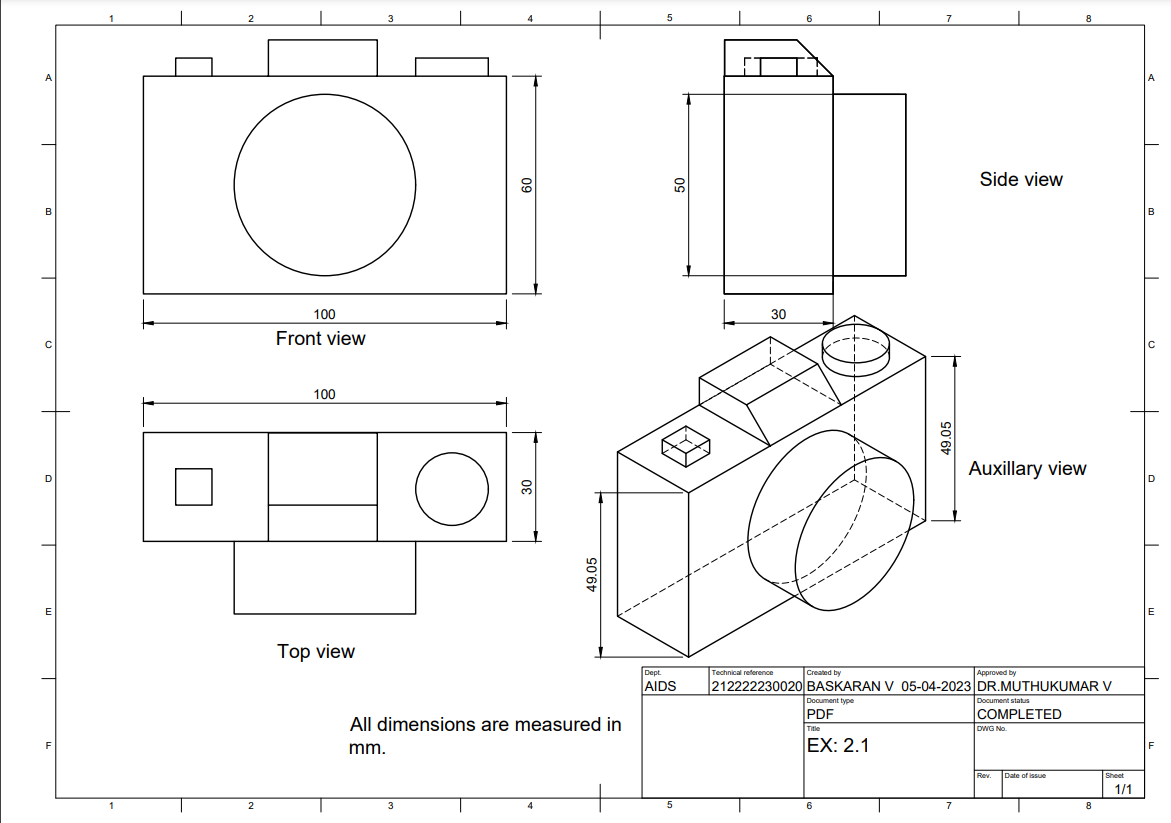 1 2 3 4 5 6 7 8
A A
60
50
Side view
B B
100
Front view
30
C C
100
49.05
Auxillary view
D D
30
49.05
E E
Top view
Dept. Technical reference Created by Approved by
AIDS 212222230020 BASKARAN V 05-04-2023 DR.MUTHUKUMAR V
Document type Document status
PDF COMPLETED
All dimensions are measured in
mm.
Title DWG No.
EX: 2.1
F F
Rev. Date of issue Sheet
1/1
1 2 3 4 5 6 7 8